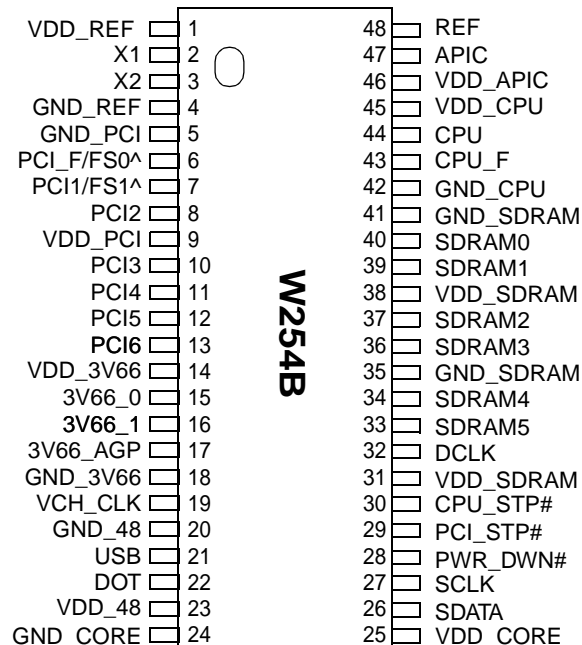 VDD_REF 1 48 REF
X1 2 47 APIC
X2 3 46 VDD_APIC
GND_REF 4 45 VDD_CPU
GND_PCI 5 44 CPU
PCI_F/FS0^ 6 43 CPU_F
PCI1/FS1^ 7 42 GND_CPU
PCI2 8 41 GND_SDRAM
VDD_PCI 9 40 SDRAM0
PCI3 10 39 SDRAM1
PCI4 11 38 VDD_SDRAM
PCI5 12 37 SDRAM2
PCI6 13 36 SDRAM3
VDD_3V66 14 35 GND_SDRAM
3V66_0 15 34 SDRAM4
3V66_1 16 33 SDRAM5
3V66_AGP 17 32 DCLK
GND_3V66 18 31 VDD_SDRAM
VCH_CLK 19 30 CPU_STP#
GND_48 20 29 PCI_STP#
USB 21 28 PWR_DWN#
DOT 22 27 SCLK
VDD_48 23 26 SDATA
GND_CORE 24 25 VDD_CORE
W254B